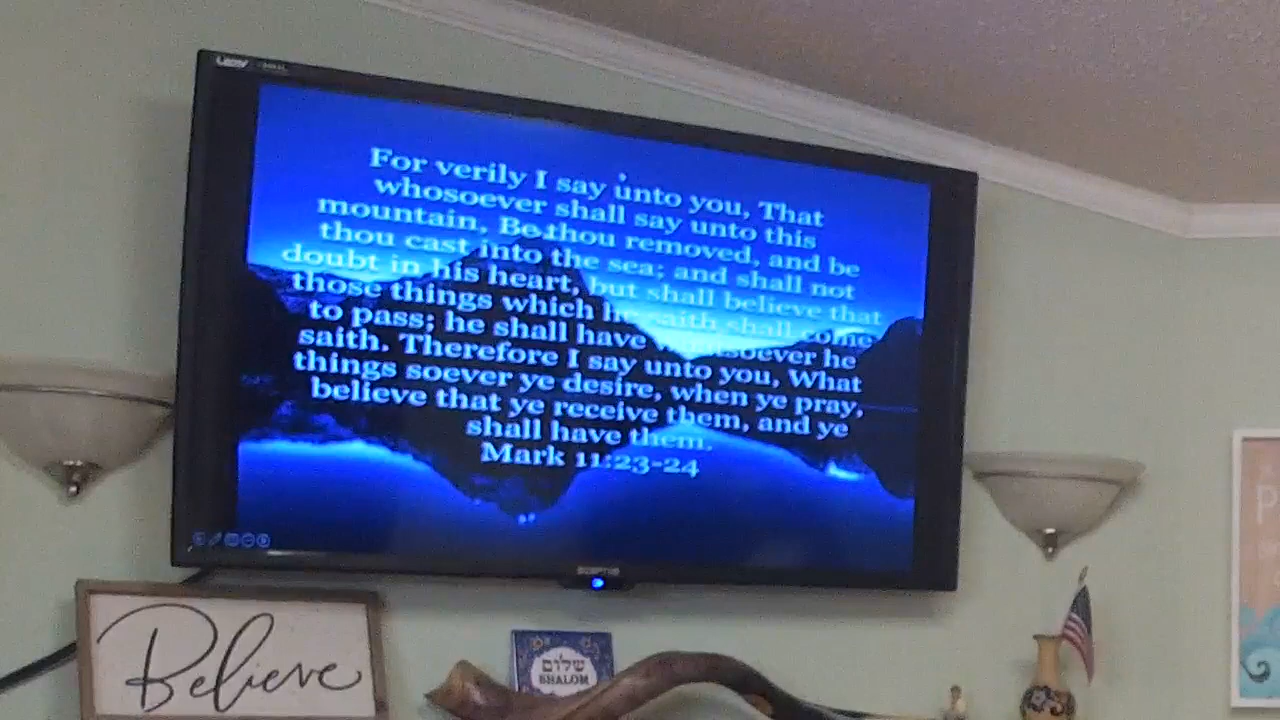 For verily I say unto you, That
whosoever shall say unto this
mountain, Be thou removed, and be
thou cast into the sea; and shall not
doubt in his heart, but shall believe that
those things which he saith shall come
to pass; he shall have whatsoever he
saith. Therefore I say unto you, What
things soever ye desire, when ye pray,
believe that ye receive them, and ye
shall have them.
Mark 11:23-24
SCEPTRE
Believe
שלום
SHALOM